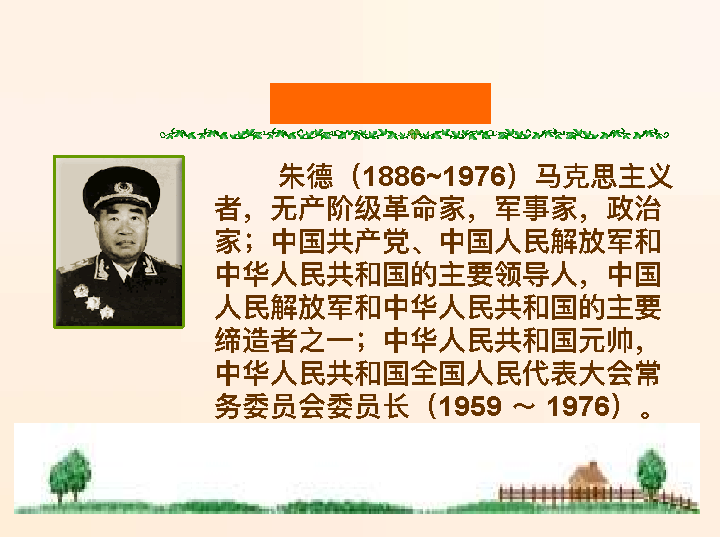 朱德（1886~1976）马克思主义
者，无产阶级革命家，军事家，政治
家；中国共产党、中国人民解放军和
中华人民共和国的主要领导人，中国
人民解放军和中华人民共和国的主要
缔造者之一；中华人民共和国元帅，
中华人民共和国全国人民代表大会常
务委员会委员长（1959 ～ 1976）。